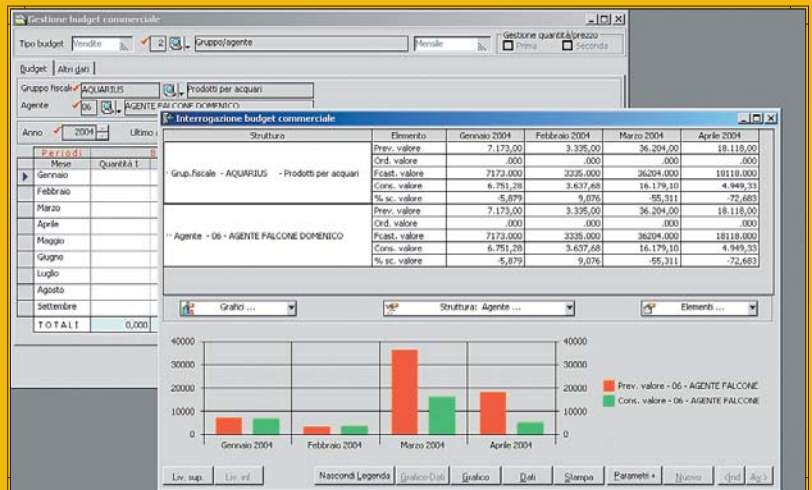 Gestione budget commerciale
Tipo budget Vendite 2 Gruppo/agente Mensile Gestione quantità/prezzo Prima Seconda
Budget Altri dati
Gruppo fiscale AQUARIUS Prodotti per acquari
Agente 06 AGENTE FALCONE DOMENICO
Anno 2004 Ultimo
Periodi
Mese Quantità 1
Gennaio
Febbraio
Marzo
Aprile
Maggio
Giugno
Luglio
Agosto
Settembre
TOTALI 0,000
Interrogazione budget commerciale
Struttura Elemento Gennaio 2004 Febbraio 2004 Marzo 2004 Aprile 2004
Prev. valore 7.173,00 3.335,00 36.204,00 18.118,00
Ord. valore .000 .000 .000 .000
· Grup.fiscale - AQUARIUS - Prodotti per acquari Fcast. valore 7173.000 3335.000 36204.000 18118.000
Cons. valore 6.751,28 3.637,68 16.179,10 4.949,33
% sc. valore -5,879 9,076 -55,311 -72,683
Prev. valore 7.173,00 3.335,00 36.204,00 18.118,00
Ord. valore .000 .000 .000 .000
·· Agente - 06 - AGENTE FALCONE DOMENICO Fcast. valore 7173.000 3335.000 36204.000 18118.000
Cons. valore 6.751,28 3.637,68 16.179,10 4.949,33
% sc. valore -5,879 9,076 -55,311 -72,683
Grafici ... Struttura: Agente ... Elementi ...
40000 40000
30000 30000
20000 20000
10000 10000
0 0
Gennaio 2004 Febbraio 2004 Marzo 2004 Aprile 2004
Prev. valore - 06 - AGENTE FALCONE
Cons. valore - 06 - AGENTE FALCONE
Liv. sup. Liv. inf. Nascondi Legenda Grafico-Dati Grafico Dati Stampa Parametri + Nuovo <Ind Av>